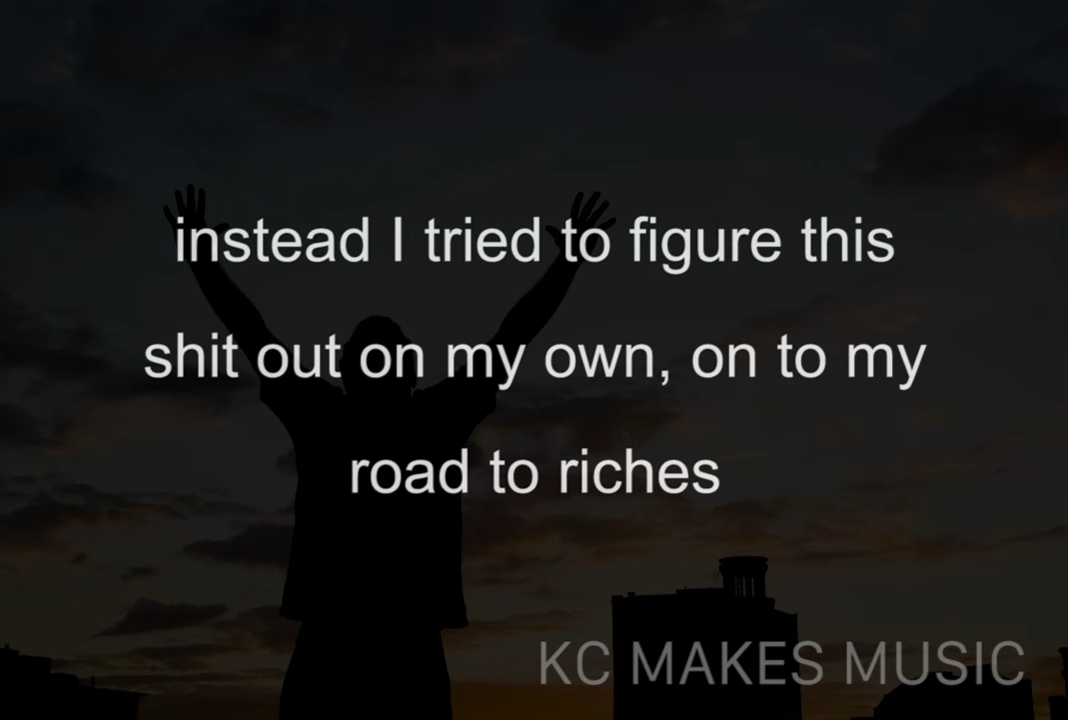 instead I tried to figure this
shit out on my own, on to my
road to riches
KC MAKES MUSIC